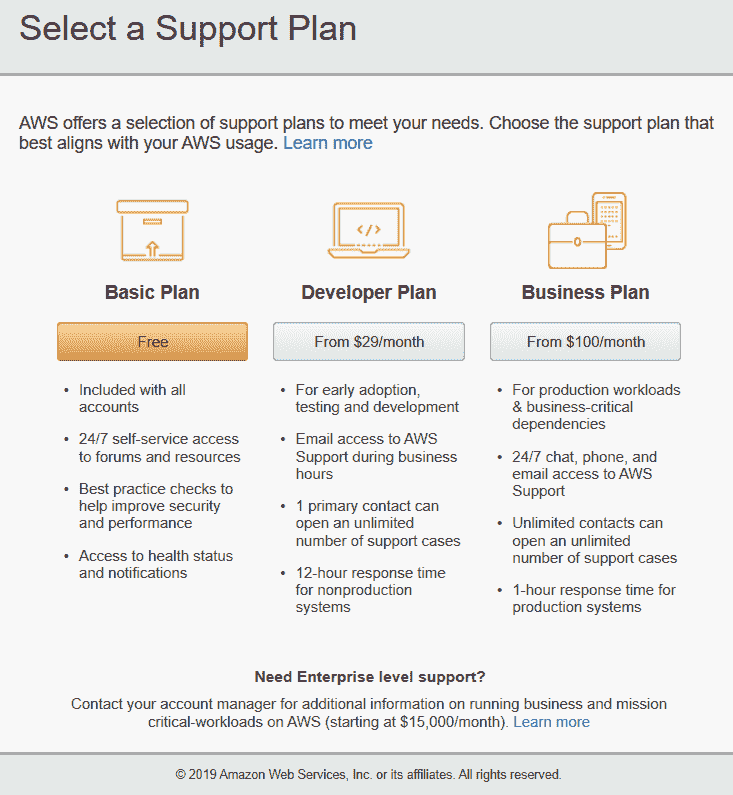 Select a Support Plan
AWS offers a selection of support plans to meet your needs. Choose the support plan that
best aligns with your AWS usage. Learn more
</>
Basic Plan
Free
• Included with all
accounts
• 24/7 self-service access
to forums and resources
• Best practice checks to
help improve security
and performance
• Access to health status
and notifications
Developer Plan
From $29/month
• For early adoption,
testing and development
• Email access to AWS
Support during business
hours
• 1 primary contact can
open an unlimited
number of support cases
• 12-hour response time
for nonproduction
systems
Business Plan
From $100/month
• For production workloads
& business-critical
dependencies
• 24/7 chat, phone, and
email access to AWS
Support
• Unlimited contacts can
open an unlimited
number of support cases
• 1-hour response time for
production systems
Need Enterprise level support?
Contact your account manager for additional information on running business and mission
critical-workloads on AWS (starting at $15,000/month). Learn more
© 2019 Amazon Web Services, Inc. or its affiliates. All rights reserved.